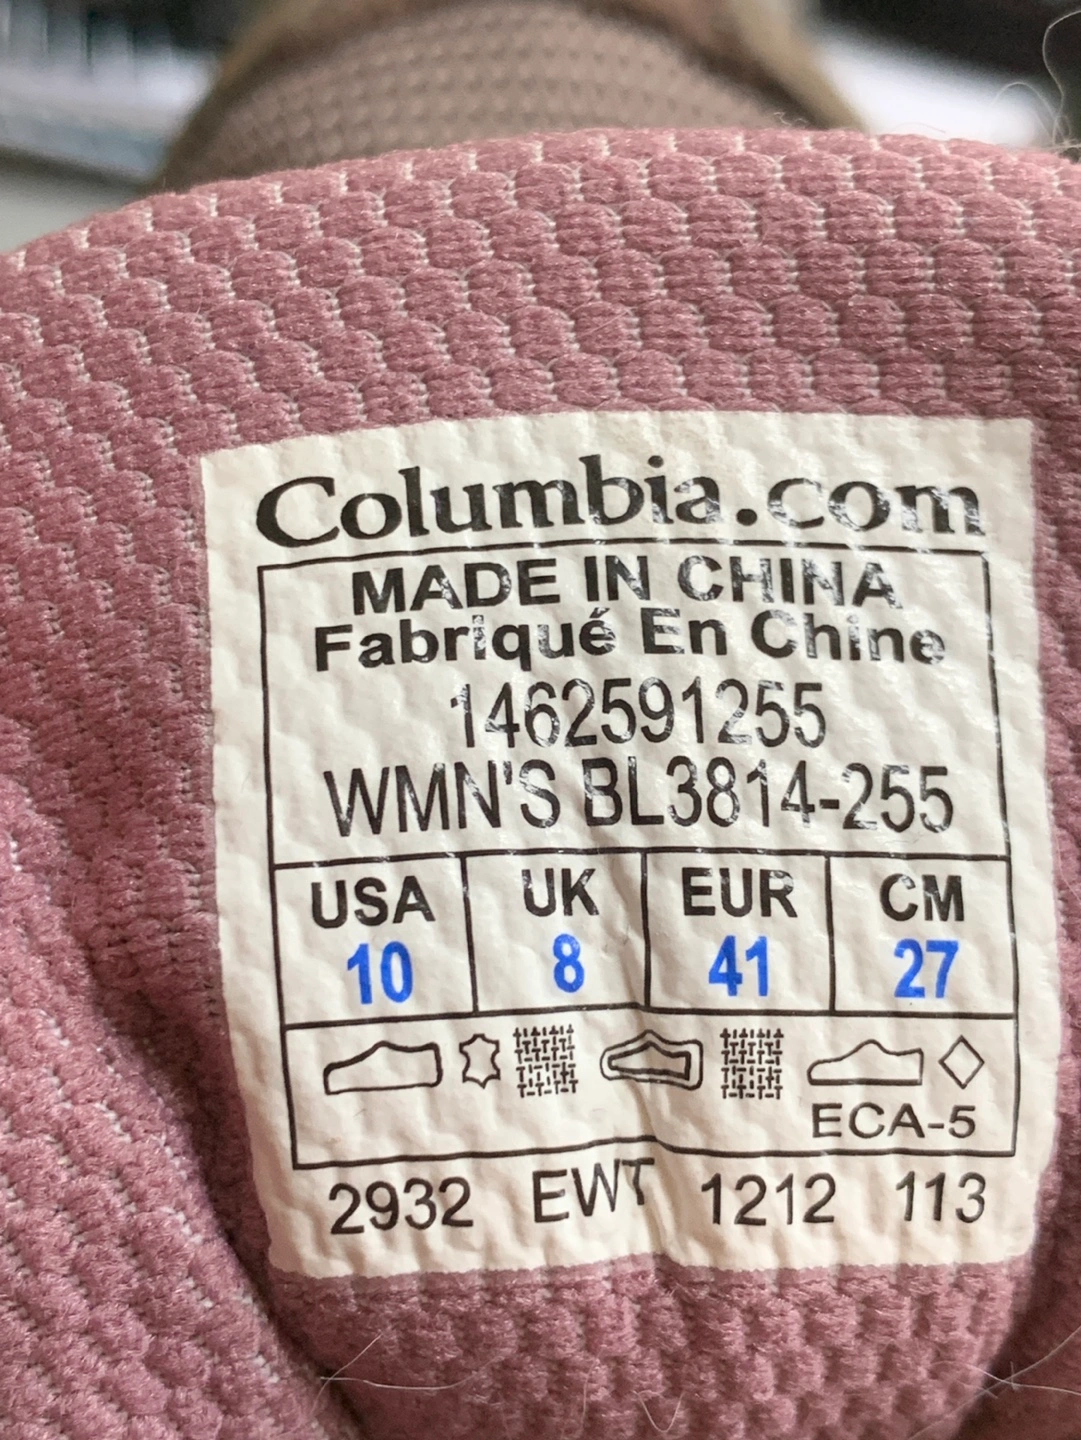 Columbia.com
MADE IN CHINA
Fabriqué En Chine
1462591255
WMN'S BL3814-255
USA UK EUR CM
10 8 41 27
ECA-5
2932 EWT 1212 113